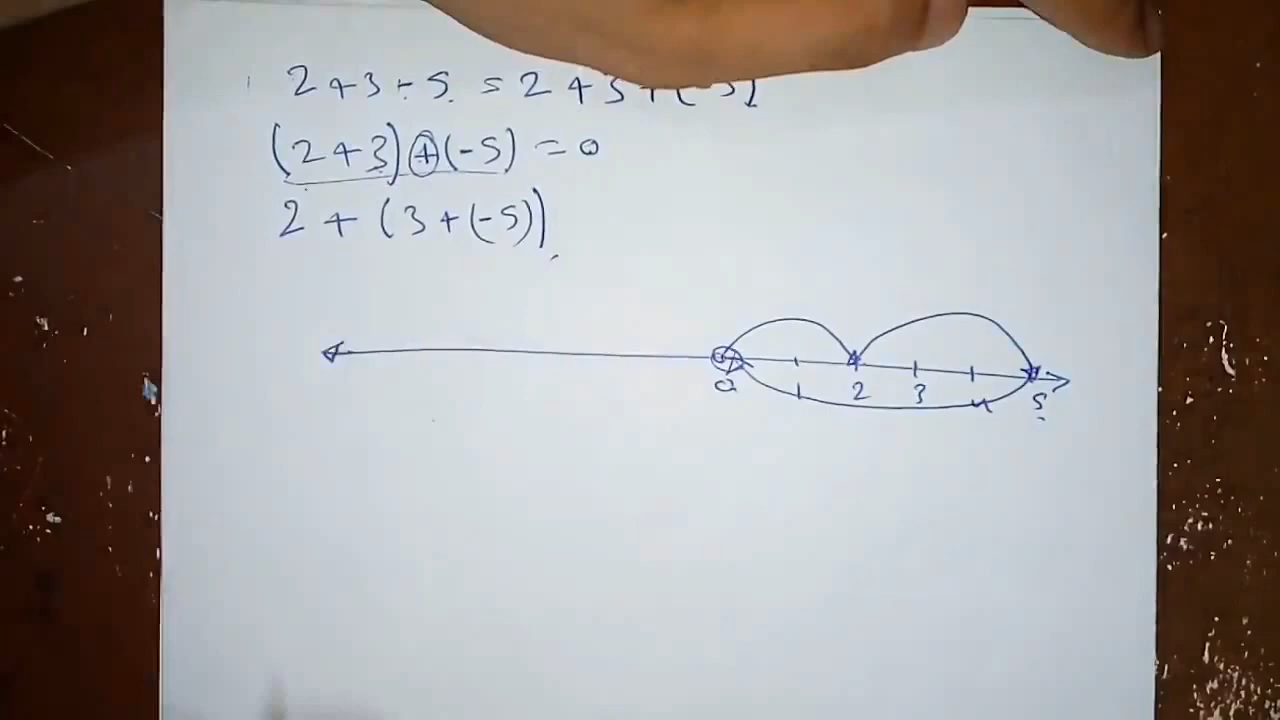 2 + 3 - 5 = 2 + 3 + (-5)
(2 + 3) + (-5) = 0
2 + (3 + (-5))
0 1 2 3 4 5